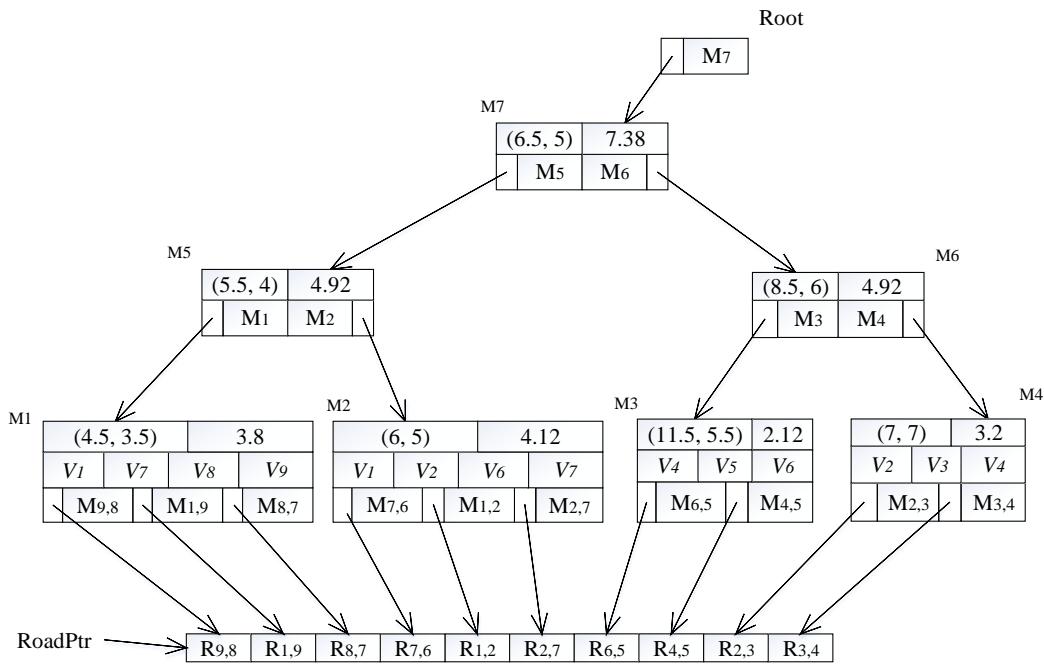 Root
M7
M7
(6.5, 5) 7.38
M5 M6
M5
(5.5, 4) 4.92
M1 M2
M6
(8.5, 6) 4.92
M3 M4
M1
(4.5, 3.5) 3.8
V1 V7 V8 V9
M9,8 M1,9 M8,7
M2
(6, 5) 4.12
V1 V2 V6 V7
M7,6 M1,2 M2,7
M3
(11.5, 5.5) 2.12
V4 V5 V6
M6,5 M4,5
M4
(7, 7) 3.2
V2 V3 V4
M2,3 M3,4
RoadPtr
R9,8 R1,9 R8,7 R7,6 R1,2 R2,7 R6,5 R4,5 R2,3 R3,4